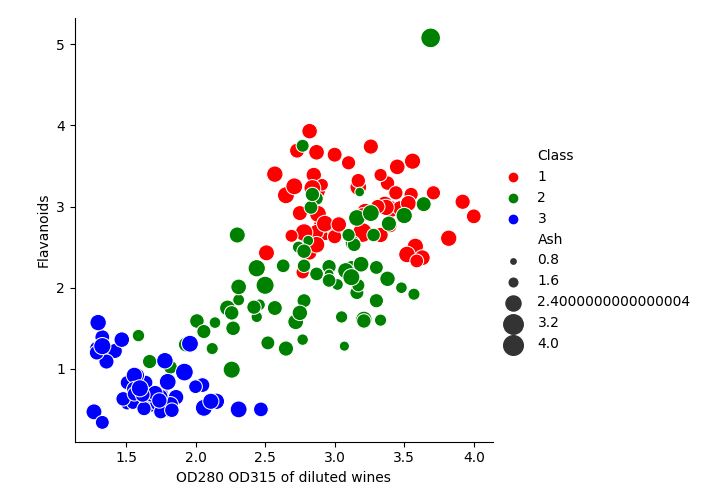 5
4
3
2
1
Flavanoids
1.5 2.0 2.5 3.0 3.5 4.0
OD280 OD315 of diluted wines
Class
1
2
3
Ash
0.8
1.6
2.4000000000000004
3.2
4.0